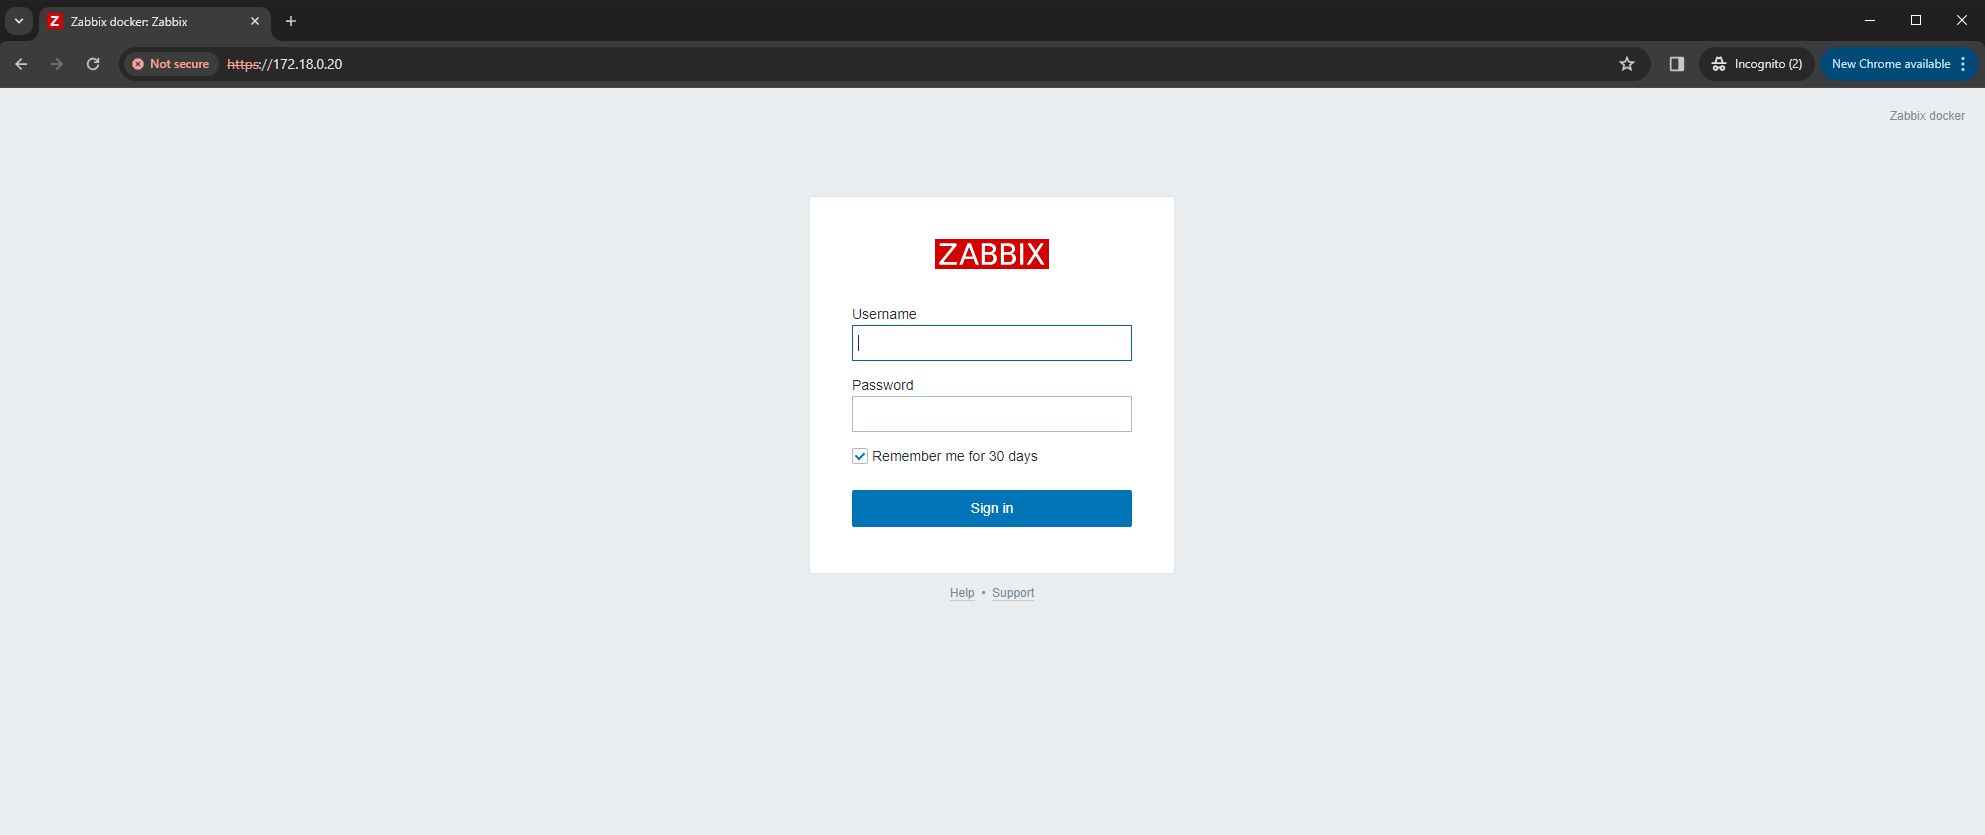 Z Zabbix docker: Zabbix
Not secure https://172.18.0.20 Incognito (2) New Chrome available
Zabbix docker
ZABBIX
Username
Password
Remember me for 30 days
Sign in
Help • Support